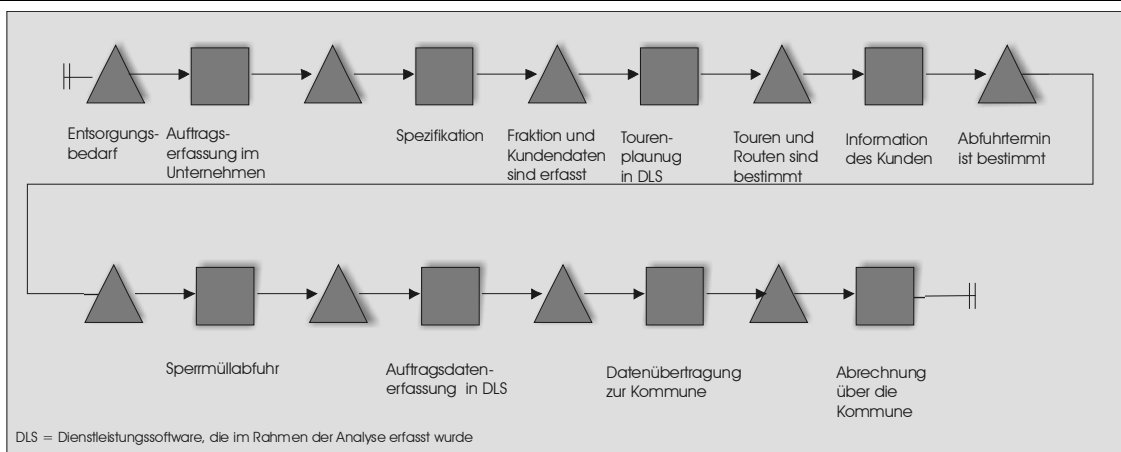 Entsorgungs-
bedarf
Auftrags-
erfassung im
Unternehmen
Spezifikation
Fraktion und
Kundendaten
sind erfasst
Touren-
plaunug
in DLS
Touren und
Routen sind
bestimmt
Information
des Kunden
Abfuhrtermin
ist bestimmt
Sperrmüllabfuhr
Auftragsdaten-
erfassung in DLS
Datenübertragung
zur Kommune
Abrechnung
über die
Kommune
DLS = Dienstleistungssoftware, die im Rahmen der Analyse erfasst wurde